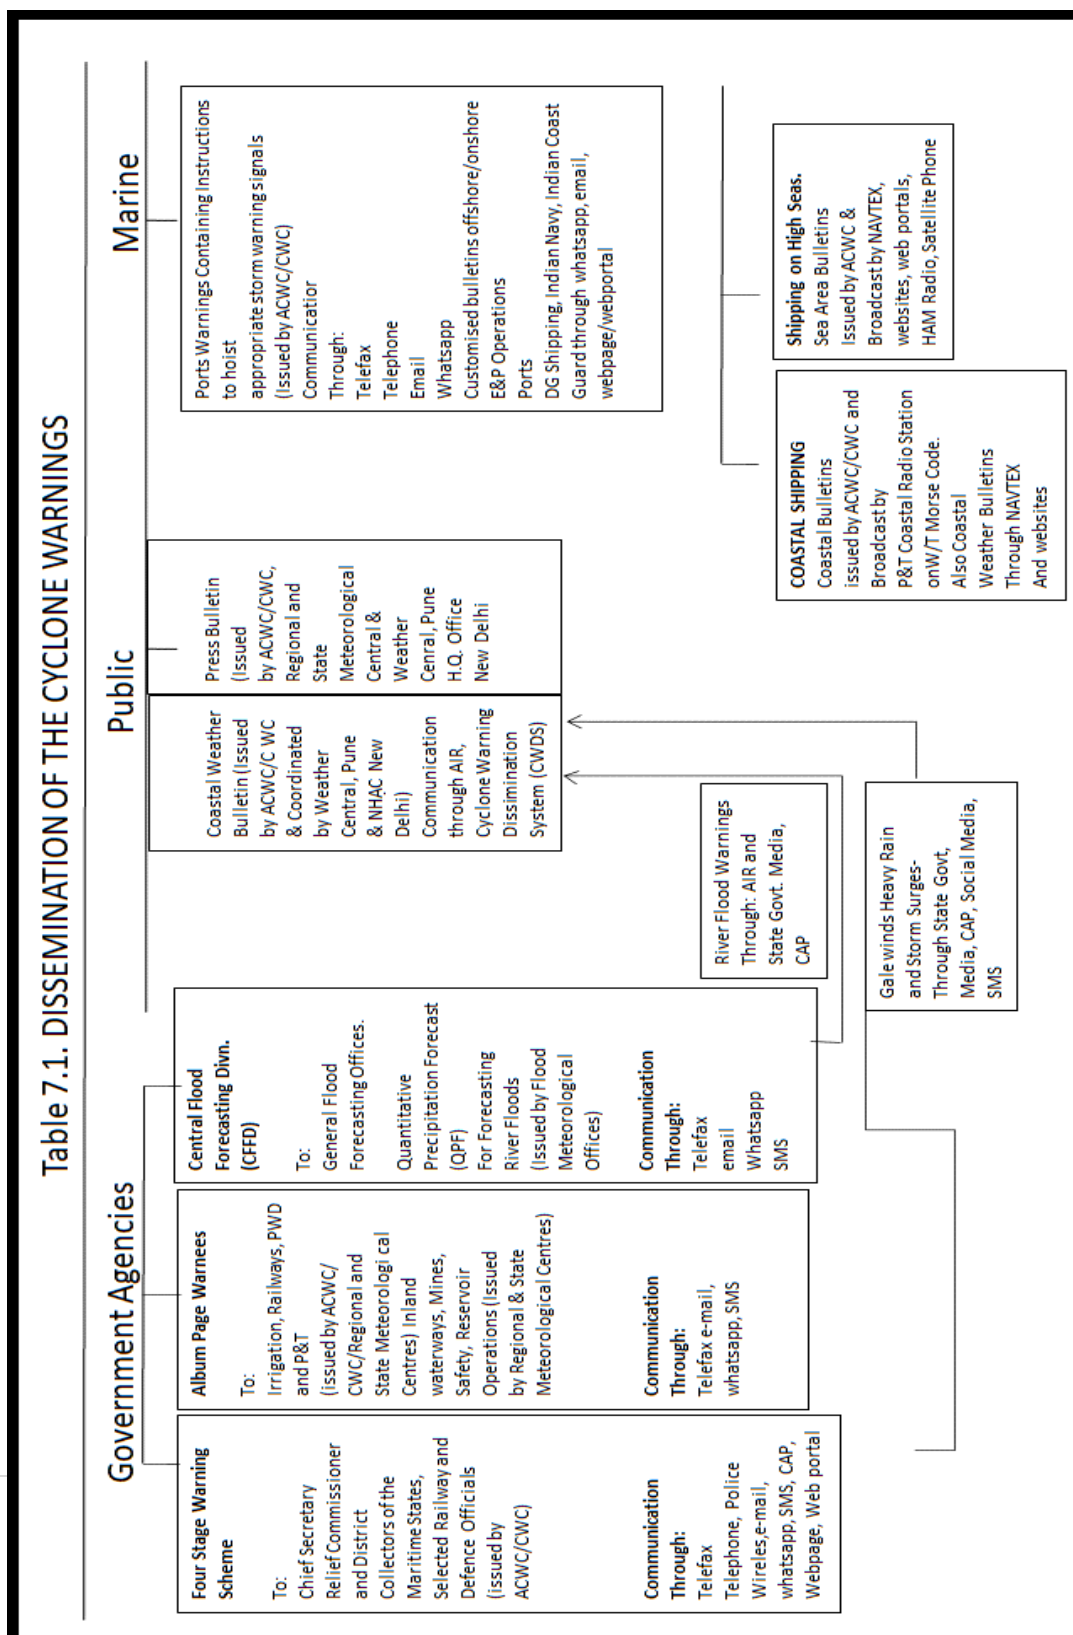 Table 7.1. DISSEMINATION OF THE CYCLONE WARNINGS
Government Agencies
Public
Marine
Four Stage Warning
Scheme
To:
Chief Secretary
Relief Commissioner
and District
Collectors of the
Maritime States,
Selected Railway and
Defence Officials
(issued by
ACWC/CWC)
Communication
Through:
Telefax
Telephone, Police
Wireles,e-mail,
whatsapp, SMS, CAP,
Webpage, Web portal
Album Page Warnees
To:
Irrigation, Railways, PWD
and P&T
(issued by ACWC/
CWC/Regional and
State Meteorologi cal
Centres) Inland
waterways, Mines,
Safety, Reservoir
Operations (Issued
by Regional & State
Meteorological Centres)
Communication
Through:
Telefax e-mail,
whatsapp, SMS
Central Flood
Forecasting Divn.
(CFFD)
To:
General Flood
Forecasting Offices.
Quantitative
Precipitation Forecast
(QPF)
For Forecasting
River Floods
(Issued by Flood
Meteorological
Offices)
Communication
Through:
Telefax
email
Whatsapp
SMS
Coastal Weather
Bulletin (Issued
by ACWC/C WC
& Coordinated
by Weather
Central, Pune
& NHAC New
Delhi)
Communication
through AIR,
Cyclone Warning
Dissimination
System (CWDS)
Press Bulletin
(Issued
by ACWC/CWC,
Regional and
State
Meteorological
Central &
Weather
Cenral, Pune
H.Q. Office
New Delhi
River Flood Warnings
Through: AIR and
State Govt. Media,
CAP
Gale winds Heavy Rain
and Storm Surges-
Through State Govt,
Media, CAP, Social Media,
SMS
Ports Warnings Containing Instructions
to hoist
appropriate storm warning signals
(Issued by ACWC/CWC)
Communicatior
Through:
Telefax
Telephone
Email
Whatsapp
Customised bulletins offshore/onshore
E&P Operations
Ports
DG Shipping, Indian Navy, Indian Coast
Guard through whatsapp, email,
webpage/webportal
COASTAL SHIPPING
Coastal Bulletins
issued by ACWC/CWC and
Broadcast by
P&T Coastal Radio Station
onW/T Morse Code.
Also Coastal
Weather Bulletins
Through NAVTEX
And websites
Shipping on High Seas.
Sea Area Bulletins
Issued by ACWC &
Broadcast by NAVTEX,
websites, web portals,
HAM Radio, Satellite Phone